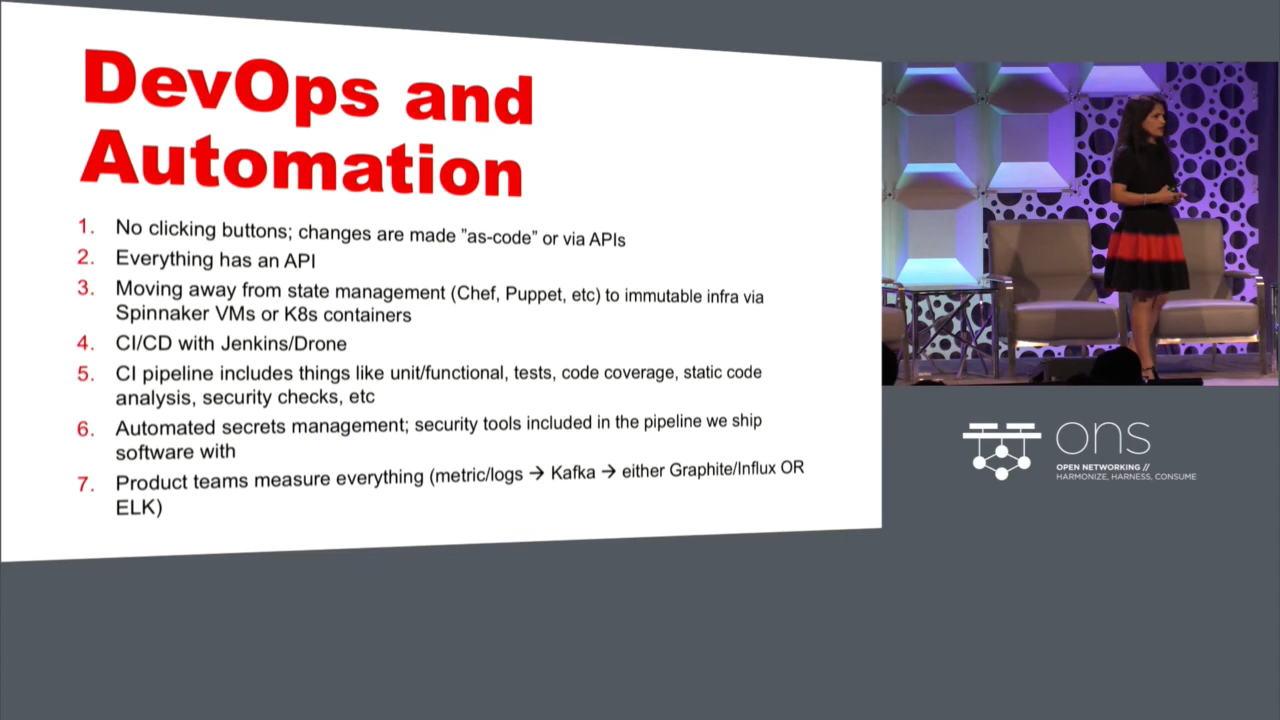 DevOps and
Automation
1. No clicking buttons; changes are made ”as-code” or via APIs
2. Everything has an API
3. Moving away from state management (Chef, Puppet, etc) to immutable infra via
Spinnaker VMs or K8s containers
4. CI/CD with Jenkins/Drone
5. CI pipeline includes things like unit/functional, tests, code coverage, static code
analysis, security checks, etc
6. Automated secrets management; security tools included in the pipeline we ship
software with
7. Product teams measure everything (metric/logs → Kafka → either Graphite/Influx OR
ELK)
ons
OPEN NETWORKING //
HARMONIZE, HARNESS, CONSUME